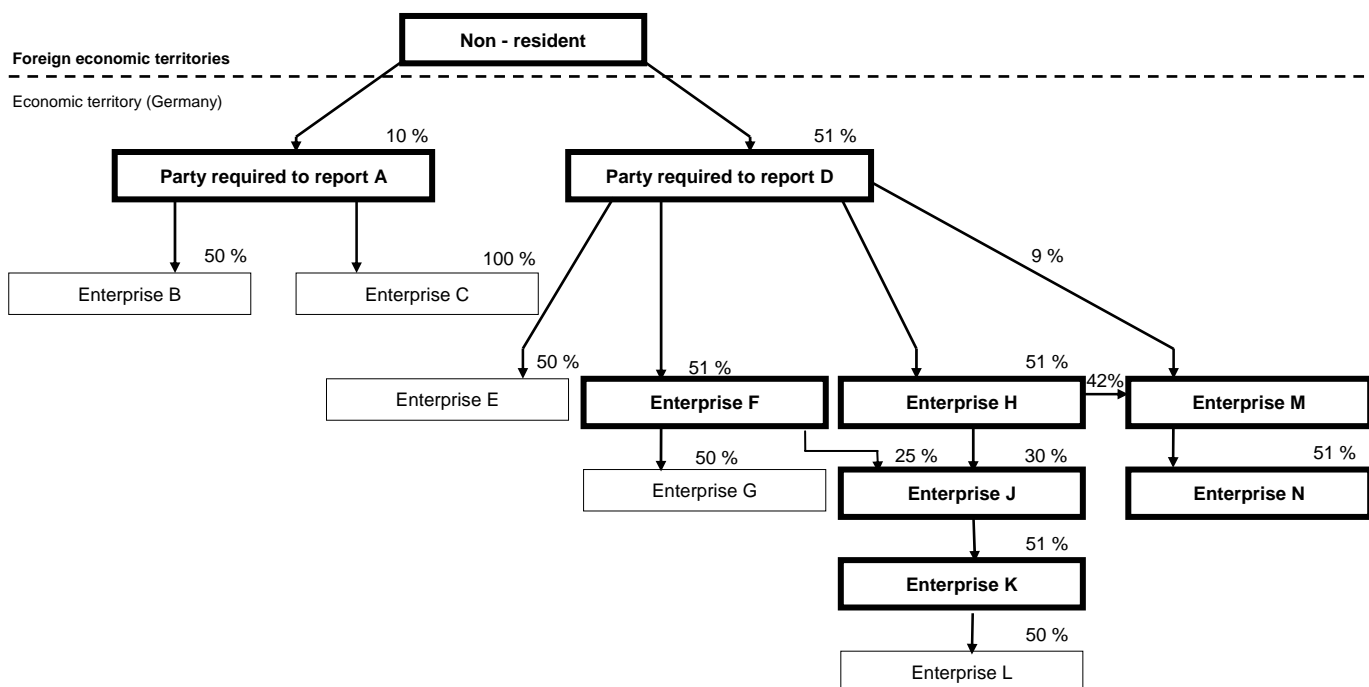 Non - resident
Foreign economic territories
Economic territory (Germany)
10 %
51 %
Party required to report A
Party required to report D
50 %
100 %
9 %
Enterprise B
Enterprise C
50 %
51 %
51 %
42%
Enterprise E
Enterprise F
Enterprise H
Enterprise M
50 %
25 %
30 %
51 %
Enterprise G
Enterprise J
Enterprise N
51 %
Enterprise K
50 %
Enterprise L